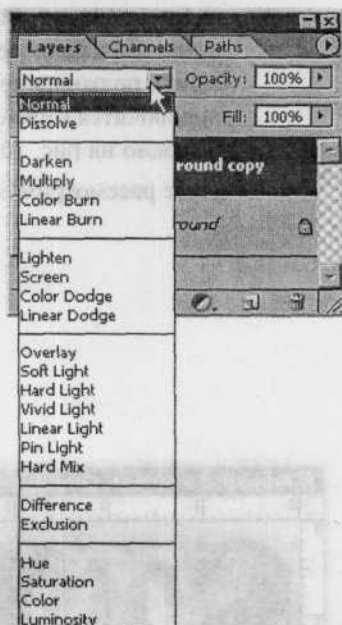 Layers Channels Paths
Normal Opacity: 100%
Normal Fill: 100%
Dissolve
Darken round copy
Multiply
Color Burn
Linear Burn round
Lighten
Screen
Color Dodge
Linear Dodge
Overlay
Soft Light
Hard Light
Vivid Light
Linear Light
Pin Light
Hard Mix
Difference
Exclusion
Hue
Saturation
Color
Luminosity